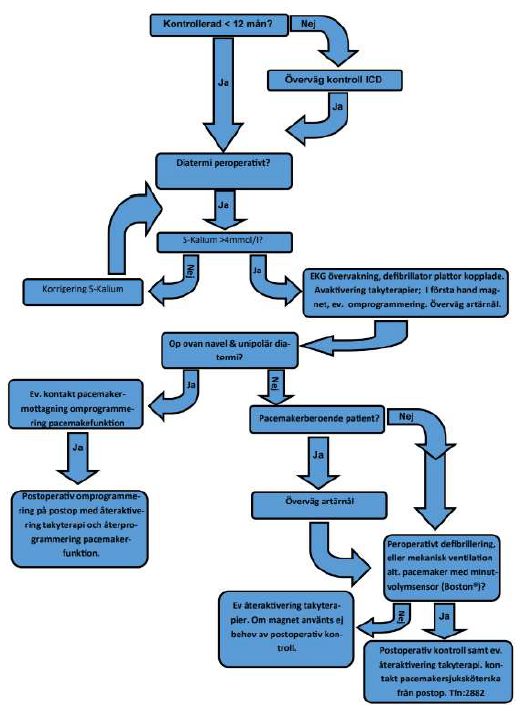 Kontrollerad < 12 mån?
Nej
Överväg kontroll ICD
Ja
Ja
Diatermi peroperativt?
Ja
S-Kalium >4mmol/l?
Nej
Ja
Korrigering S-Kalium
EKG övervakning, defibrillator plattor kopplade.
Avaktivering takyterapier; I första hand mag-
net, ev. omprogrammering. Överväg artärnål.
Op ovan navel & unipolär dia-
termi?
Ja
Nej
Ev. kontakt pacemaker-
mottagning omprogramme-
ring pacemakefunktion
Pacemakerberoende patient?
Nej
Ja
Ja
Postoperativ omprogramme-
ring på postop med återaktive-
ring takyterapi och återpro-
grammering pacemaker-
funktion.
Överväg artärnål
Peroperativt defibrillering,
eller mekanisk ventilation
alt. pacemaker med minut-
volymsensor (Boston®)?
Nej
Ja
Ev återaktivering takytera-
pier. Om magnet använts ej
behov av postoperativ kon-
troll.
Postoperativ kontroll samt ev.
återaktivering takyterapi. kon-
takt pacemakersjuksköterska
från postop. Tfn:2882